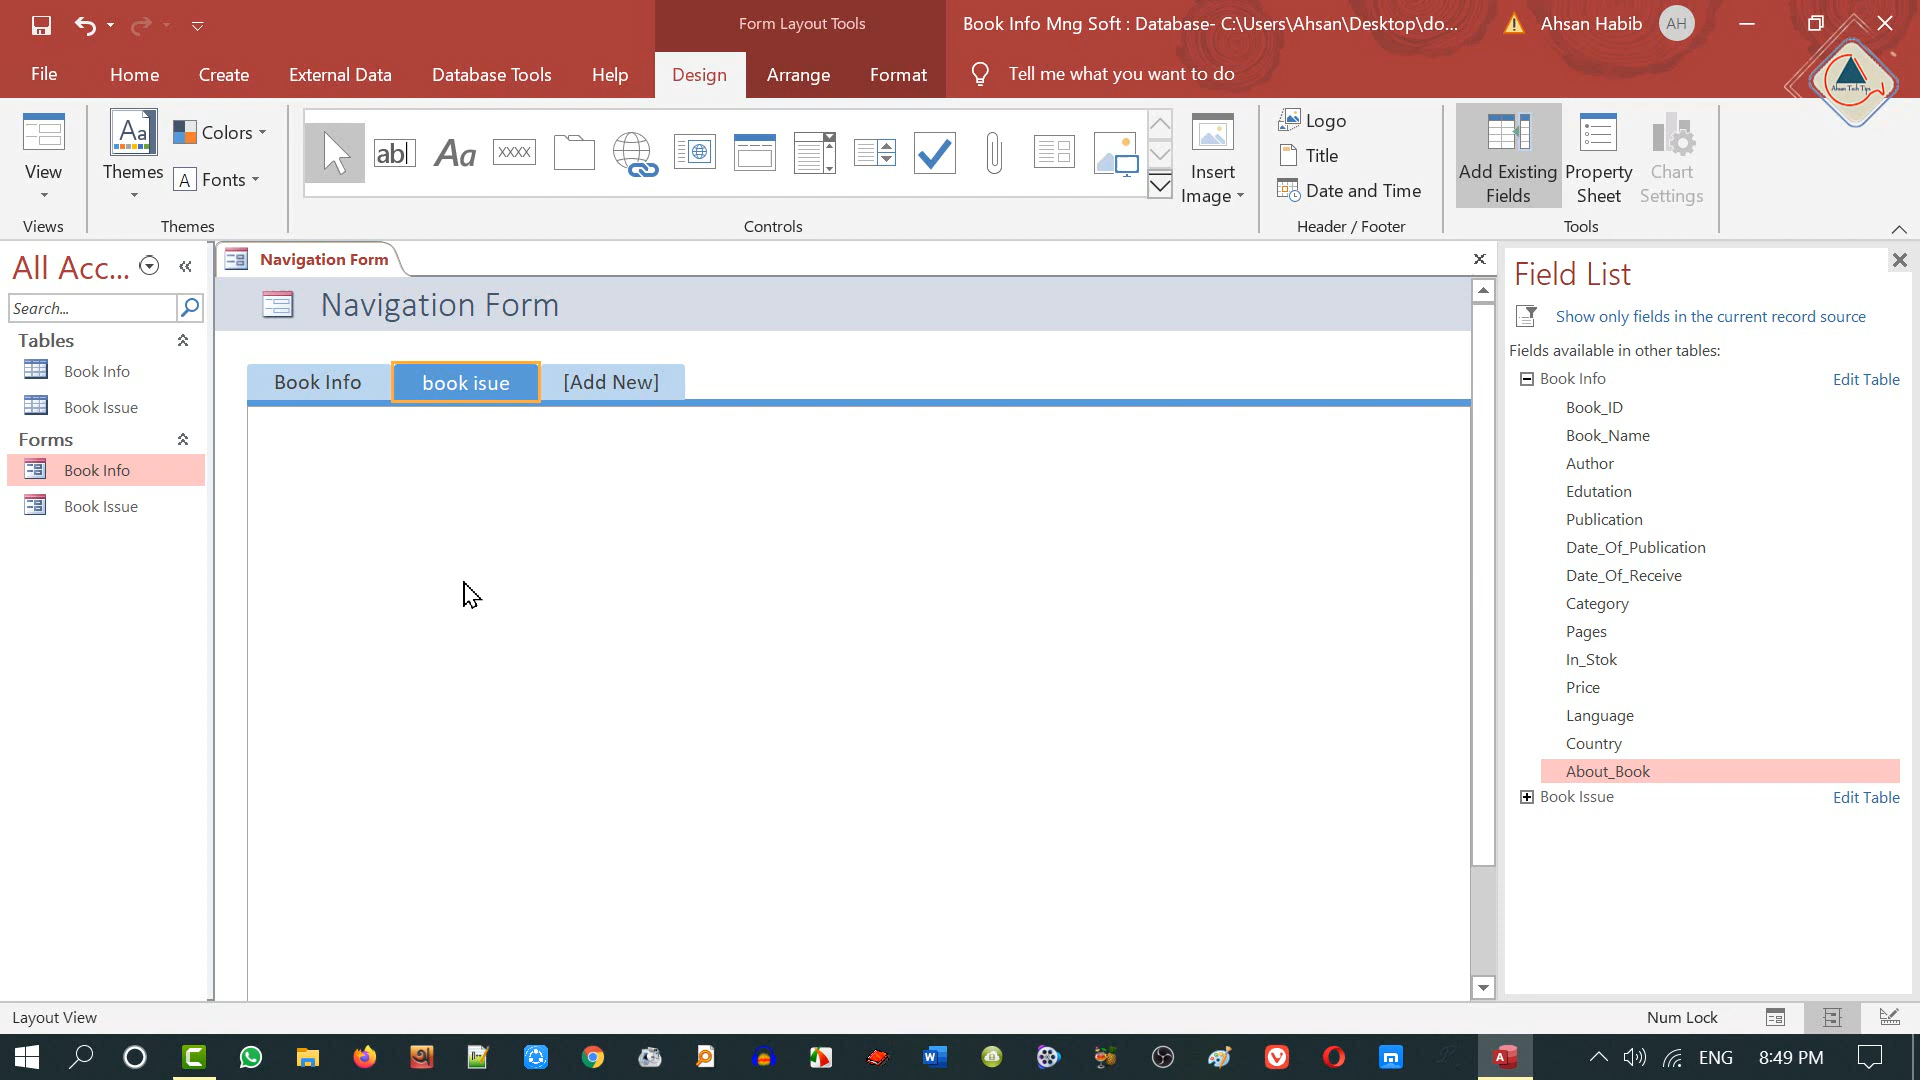 Form Layout Tools
Book Info Mng Soft : Database- C:\Users\Ahsan\Desktop\do...
Ahsan Habib
AH
File
Home
Create
External Data
Database Tools
Help
Design
Arrange
Format
Tell me what you want to do
Ahsan Tech Tips
View
Aa
Themes
Colors
A Fonts
ab
Aa
XXXX
Insert
Image
Logo
Title
Date and Time
Add Existing
Fields
Property
Sheet
Chart
Settings
Views
Themes
Controls
Header / Footer
Tools
All Acc...
Search...
Tables
Book Info
Book Issue
Forms
Book Info
Book Issue
Navigation Form
Navigation Form
Book Info
book isue
[Add New]
Field List
Show only fields in the current record source
Fields available in other tables:
Book Info
Edit Table
Book_ID
Book_Name
Author
Edutation
Publication
Date_Of_Publication
Date_Of_Receive
Category
Pages
In_Stok
Price
Language
Country
About_Book
Book Issue
Edit Table
Layout View
Num Lock
ENG
8:49 PM